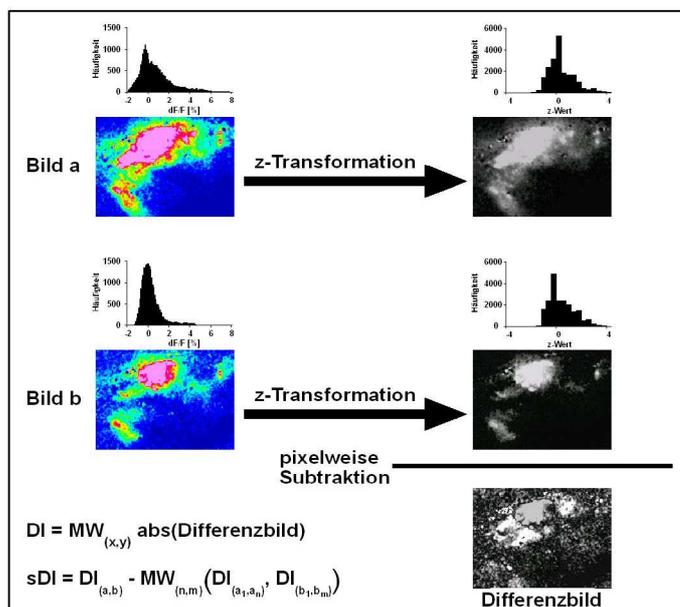 1500
1000
500
0
Häufigkeit
-2 0 2 4 6 8
dF/F [%]
6000
4000
2000
0
Häufigkeit
-4 0 4
z-Wert
Bild a
z-Transformation
1500
1000
500
0
Häufigkeit
-2 0 2 4 6 8
dF/F [%]
6000
4000
2000
0
Häufigkeit
-4 0 4
z-Wert
Bild b
z-Transformation
pixelweise
Subtraktion
DI = MW(x,y) abs(Differenzbild)
sDI = DI(a,b) - MW(n,m)(DI(a1,an), DI(b1,bm))
Differenzbild